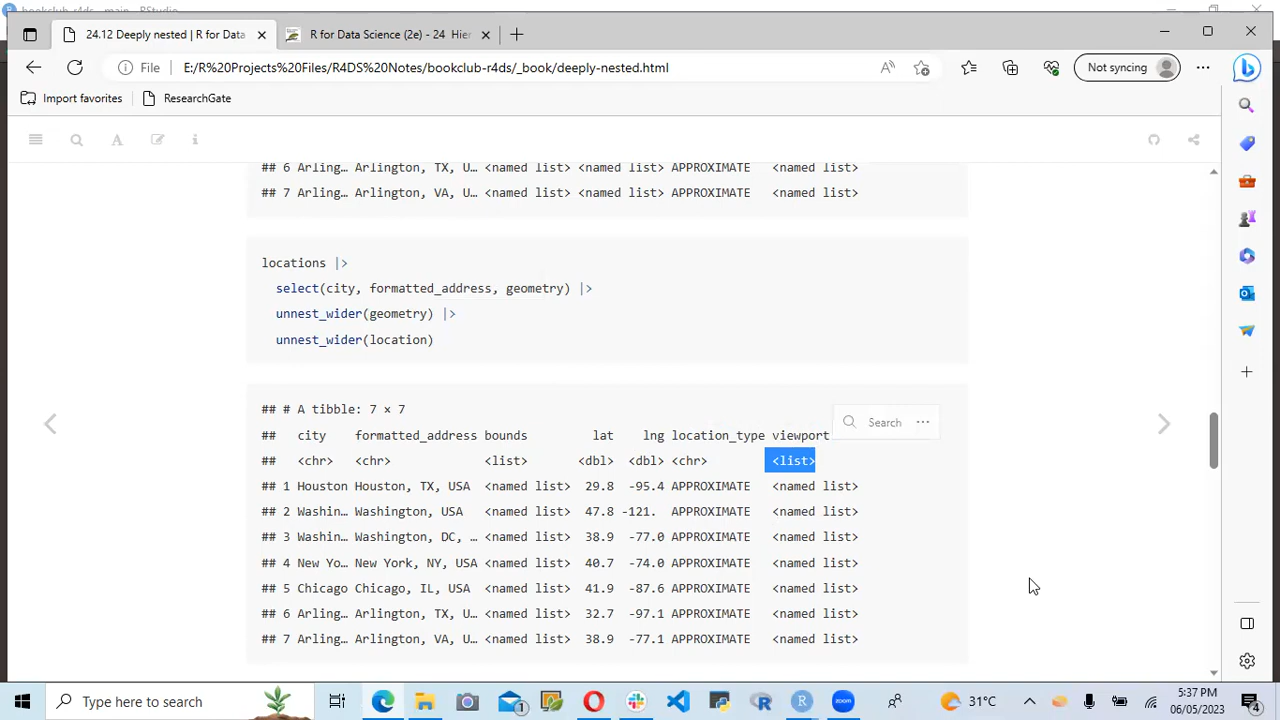 bookclub-r4ds - main - RStudio
24.12 Deeply nested | R for Data
R for Data Science (2e) - 24 Hier
File
E:/R%20Projects%20Files/R4DS%20Notes/bookclub-r4ds/_book/deeply-nested.html
Not syncing
Import favorites
ResearchGate
## 6 Arling… Arlington, TX, U… <named list> <named list> APPROXIMATE <named list>
## 7 Arling… Arlington, VA, U… <named list> <named list> APPROXIMATE <named list>
locations |>
select(city, formatted_address, geometry) |>
unnest_wider(geometry) |>
unnest_wider(location)
## # A tibble: 7 × 7
Search
## city formatted_address bounds lat lng location_type viewport
## <chr> <chr> <list> <dbl> <dbl> <chr> <list>
## 1 Houston Houston, TX, USA <named list> 29.8 -95.4 APPROXIMATE <named list>
## 2 Washin… Washington, USA <named list> 47.8 -121. APPROXIMATE <named list>
## 3 Washin… Washington, DC, … <named list> 38.9 -77.0 APPROXIMATE <named list>
## 4 New Yo… New York, NY, USA <named list> 40.7 -74.0 APPROXIMATE <named list>
## 5 Chicago Chicago, IL, USA <named list> 41.9 -87.6 APPROXIMATE <named list>
## 6 Arling… Arlington, TX, U… <named list> 32.7 -97.1 APPROXIMATE <named list>
## 7 Arling… Arlington, VA, U… <named list> 38.9 -77.1 APPROXIMATE <named list>
Type here to search
31°C
5:37 PM
06/05/2023